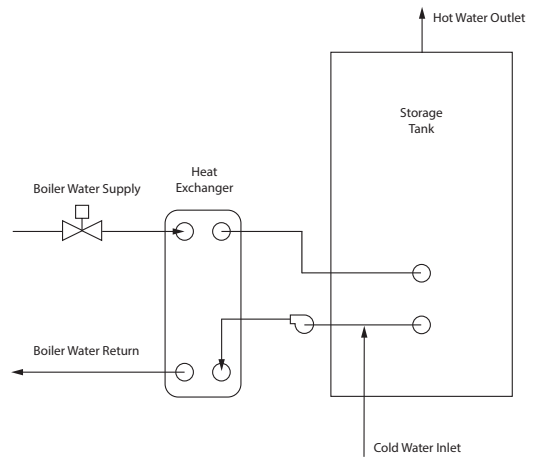 Hot Water Outlet
Storage
Tank
Heat
Exchanger
Boiler Water Supply
Boiler Water Return
Cold Water Inlet